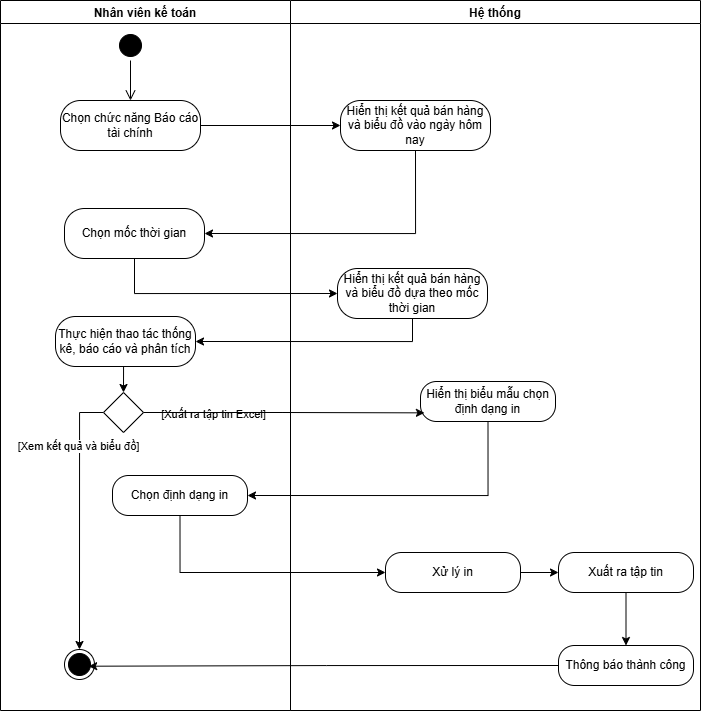 Nhân viên kế toán
Hệ thống
Chọn chức năng Báo cáo
tài chính
Hiển thị kết quả bán hàng
và biểu đồ vào ngày hôm
nay
Chọn mốc thời gian
Hiển thị kết quả bán hàng
và biểu đồ dựa theo mốc
thời gian
Thực hiện thao tác thống
kê, báo cáo và phân tích
[Xuất ra tập tin Excel]
Hiển thị biểu mẫu chọn
định dạng in
[Xem kết quả và biểu đồ]
Chọn định dạng in
Xử lý in
Xuất ra tập tin
Thông báo thành công